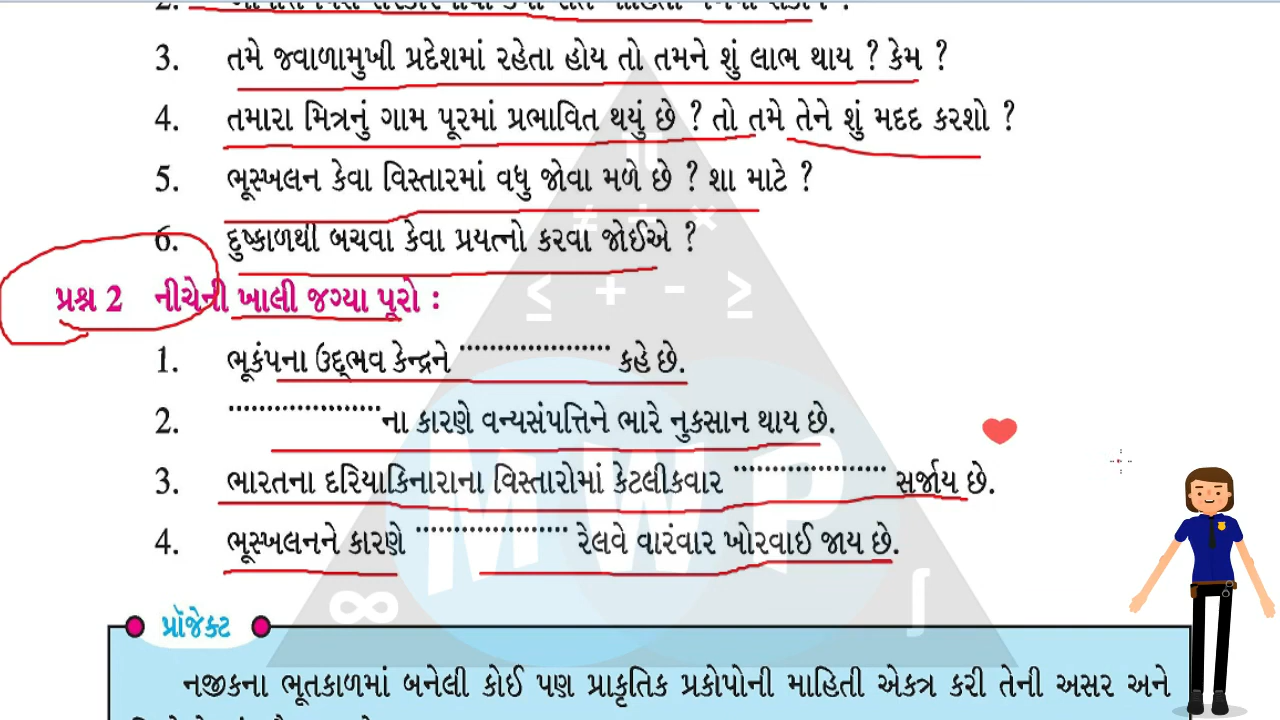 3. તમે જ્વાળામુખી પ્રદેશમાં રહેતા હોય તો તમને શું લાભ થાય ? કેમ ?
4. તમારા મિત્રનું ગામ પૂરમાં પ્રભાવિત થયું છે ? તો તમે તેને શું મદદ કરશો ?
5. ભૂસ્ખલન કેવા વિસ્તારમાં વધુ જોવા મળે છે ? શા માટે ?
6. દુષ્કાળથી બચવા કેવા પ્રયત્નો કરવા જોઈએ ?
પ્રશ્ન 2 નીચેની ખાલી જગ્યા પૂરો :
1. ભૂકંપના ઉદ્ભવ કેન્દ્રને .................... કહે છે.
2. ....................ના કારણે વન્યસંપત્તિને ભારે નુકસાન થાય છે.
3. ભારતના દરિયાકિનારાના વિસ્તારોમાં કેટલીકવાર .................... સર્જાય છે.
4. ભૂસ્ખલનને કારણે .................... રેલવે વારંવાર ખોરવાઈ જાય છે.
MWP
પ્રૉજેક્ટ
નજીકના ભૂતકાળમાં બનેલી કોઈ પણ પ્રાકૃતિક પ્રકોપોની માહિતી એકત્ર કરી તેની અસર અને